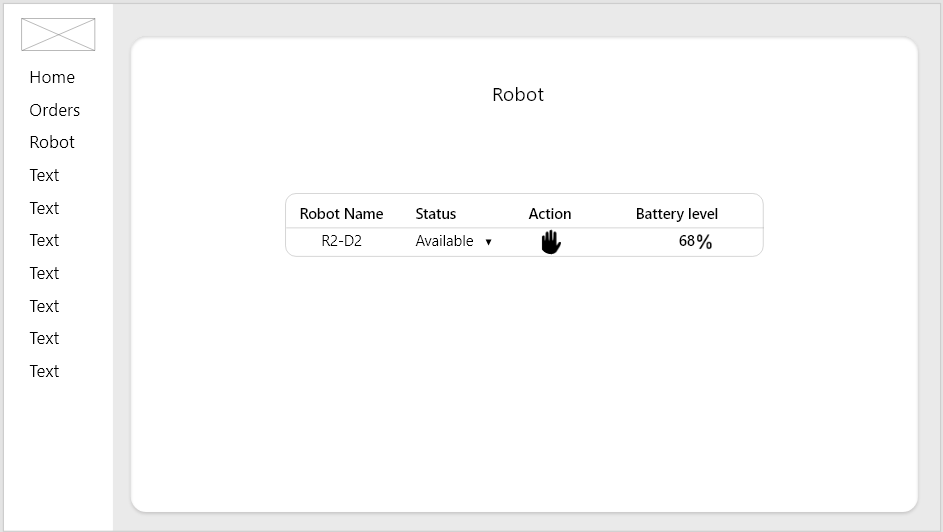 Home
Orders
Robot
Text
Text
Text
Text
Text
Text
Text
Robot
Robot Name Status Action Battery level
R2-D2 Available 68%